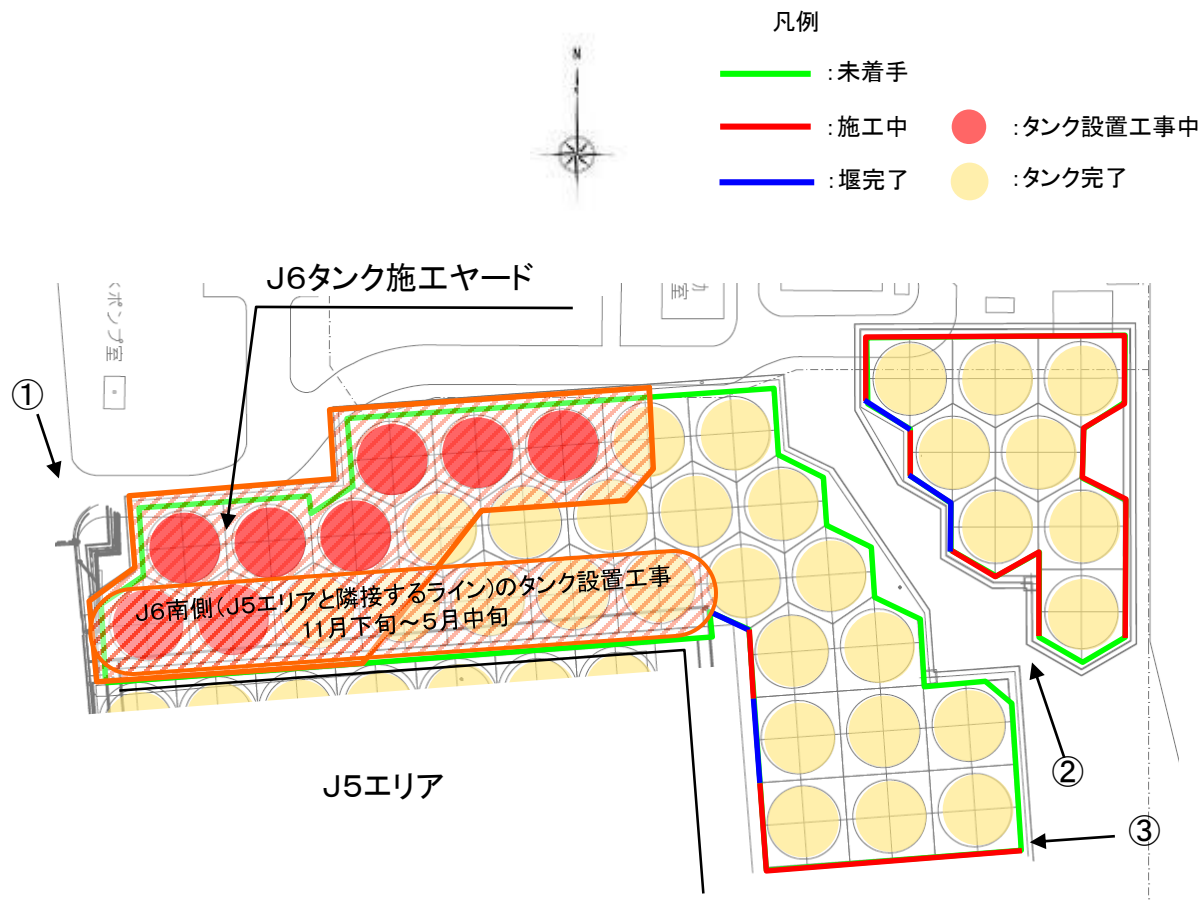 凡例
N
:未着手
:施工中
:タンク設置工事中
:堰完了
:タンク完了
J6タンク施工ヤード
ポンプ室
室
①
J6南側(J5エリアと隣接するライン)のタンク設置工事
11月下旬~5月中旬
J5エリア
②
③